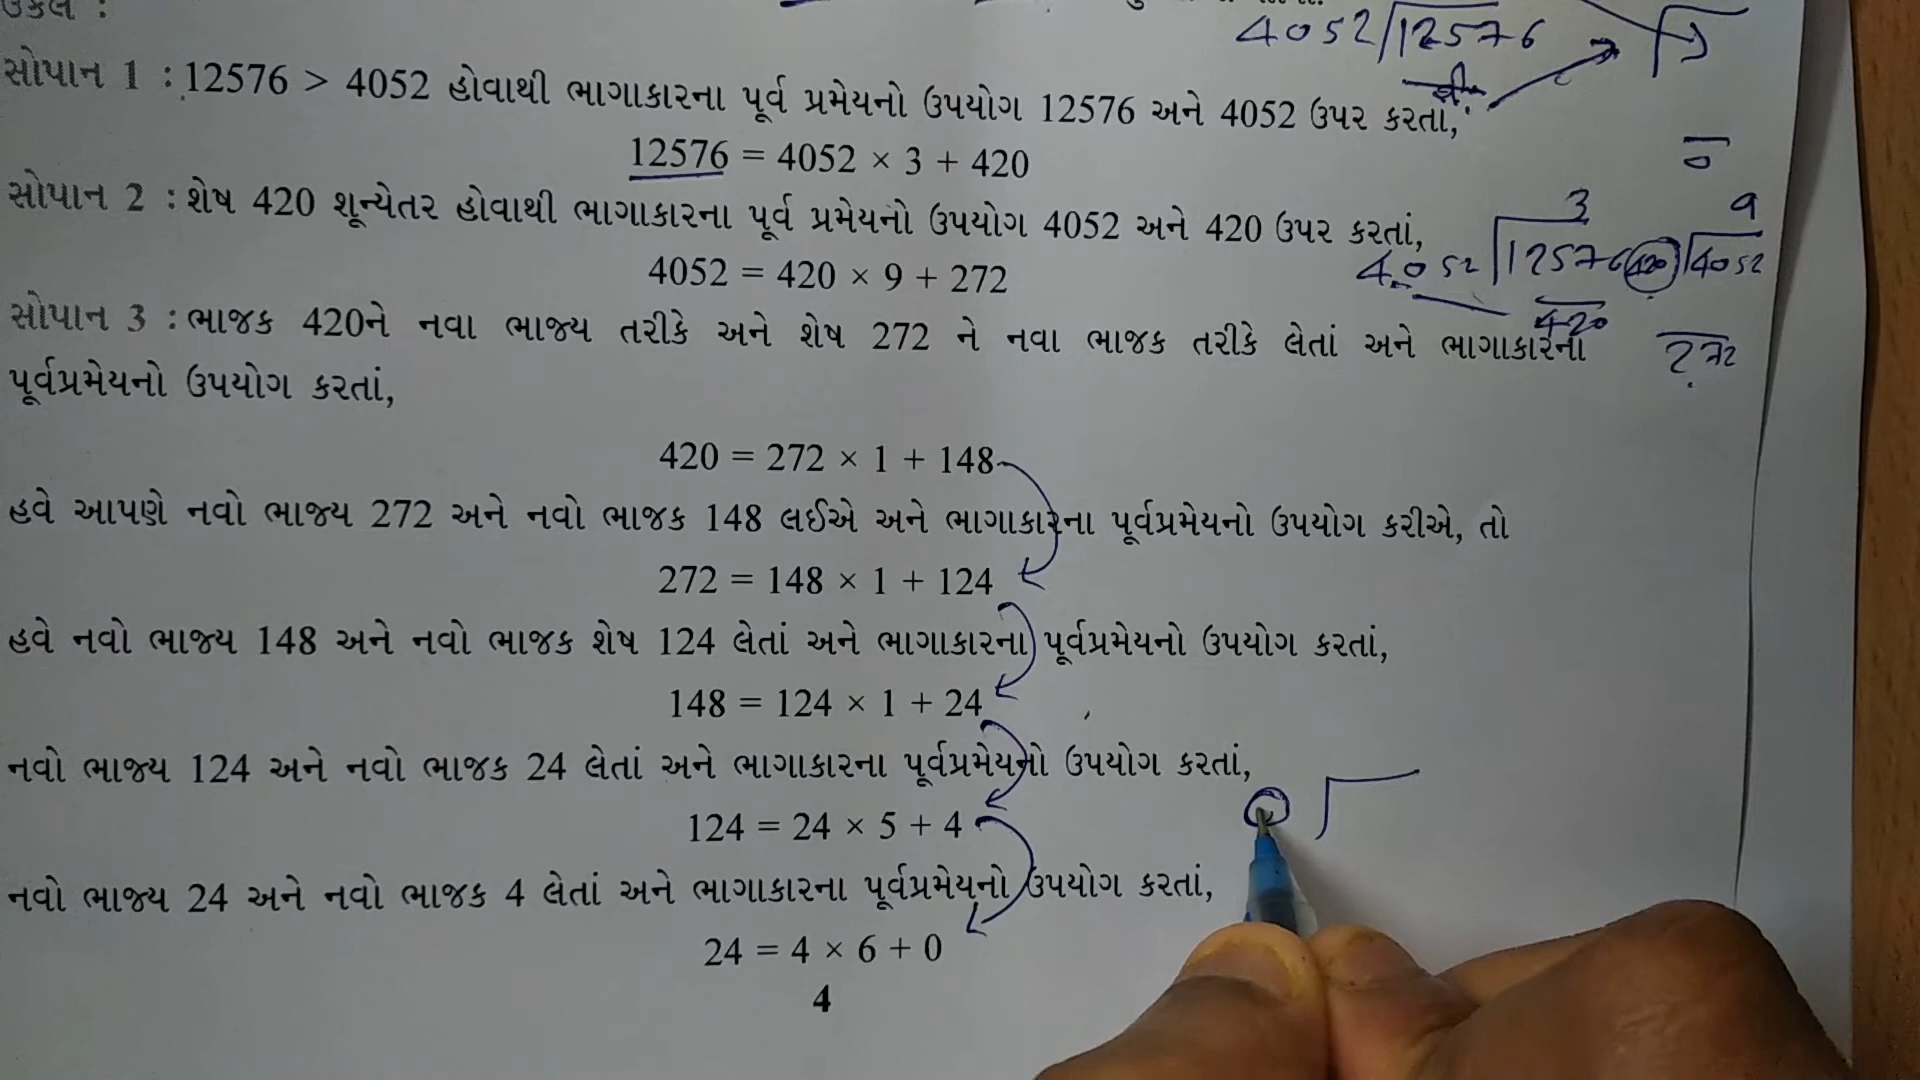 ઉકેલ :
4052 12576
સોપાન 1 : 12576 > 4052 હોવાથી ભાગાકારના પૂર્વ પ્રમેયનો ઉપયોગ 12576 અને 4052 ઉપર કરતાં,
12576 = 4052 × 3 + 420
સોપાન 2 : શેષ 420 શૂન્યેતર હોવાથી ભાગાકારના પૂર્વ પ્રમેયનો ઉપયોગ 4052 અને 420 ઉપર કરતાં,
4052 = 420 × 9 + 272
3
4052 12576
420
9
420 4052
272
સોપાન 3 : ભાજક 420ને નવા ભાજ્ય તરીકે અને શેષ 272 ને નવા ભાજક તરીકે લેતાં અને ભાગાકારના
પૂર્વપ્રમેયનો ઉપયોગ કરતાં,
420 = 272 × 1 + 148
હવે આપણે નવો ભાજ્ય 272 અને નવો ભાજક 148 લઈએ અને ભાગાકારના પૂર્વપ્રમેયનો ઉપયોગ કરીએ, તો
272 = 148 × 1 + 124
હવે નવો ભાજ્ય 148 અને નવો ભાજક શેષ 124 લેતાં અને ભાગાકારના પૂર્વપ્રમેયનો ઉપયોગ કરતાં,
148 = 124 × 1 + 24
નવો ભાજ્ય 124 અને નવો ભાજક 24 લેતાં અને ભાગાકારના પૂર્વપ્રમેયનો ઉપયોગ કરતાં,
124 = 24 × 5 + 4
નવો ભાજ્ય 24 અને નવો ભાજક 4 લેતાં અને ભાગાકારના પૂર્વપ્રમેયનો ઉપયોગ કરતાં,
24 = 4 × 6 + 0
4